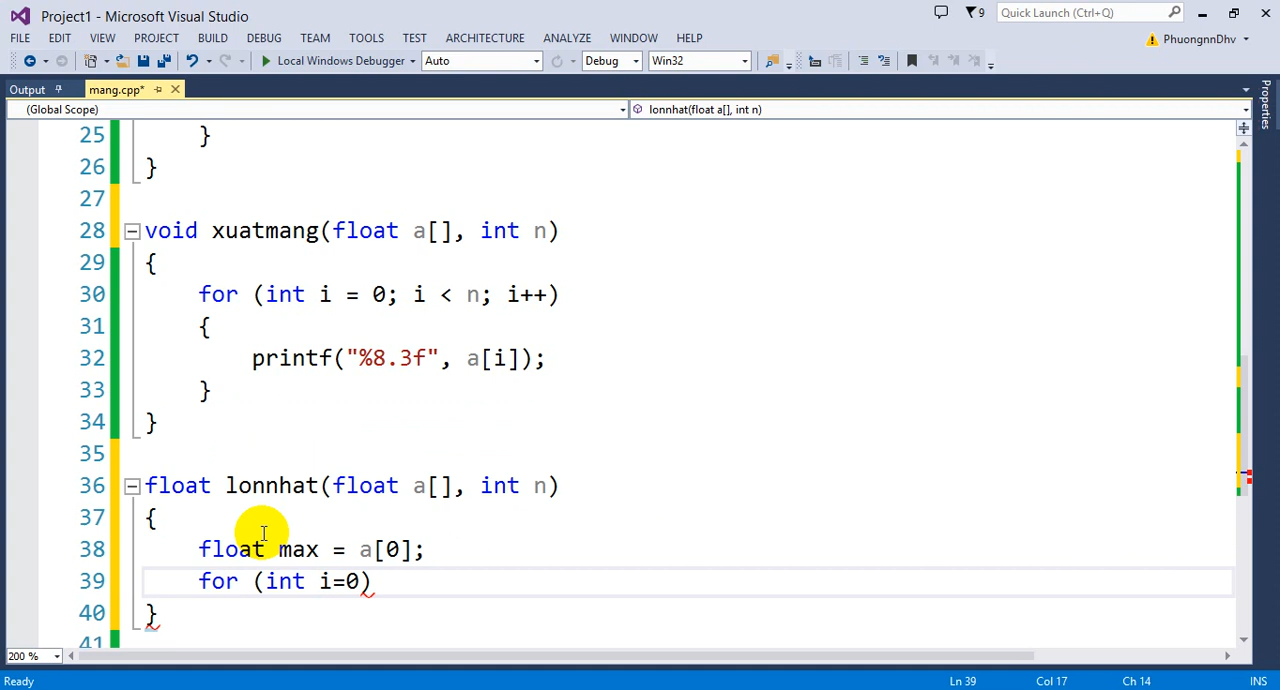 Project1 - Microsoft Visual Studio
9
Quick Launch (Ctrl+Q)
FILE EDIT VIEW PROJECT BUILD DEBUG TEAM TOOLS TEST ARCHITECTURE ANALYZE WINDOW HELP
PhuongnnDhv
Local Windows Debugger Auto Debug Win32
Output mang.cpp*
Properties
(Global Scope) lonnhat(float a[], int n)
25 }
26 }
27
28 void xuatmang(float a[], int n)
29 {
30 for (int i = 0; i < n; i++)
31 {
32 printf("%8.3f", a[i]);
33 }
34 }
35
36 float lonnhat(float a[], int n)
37 {
38 float max = a[0];
39 for (int i=0)
40 }
41
200 %
Ready Ln 39 Col 17 Ch 14 INS